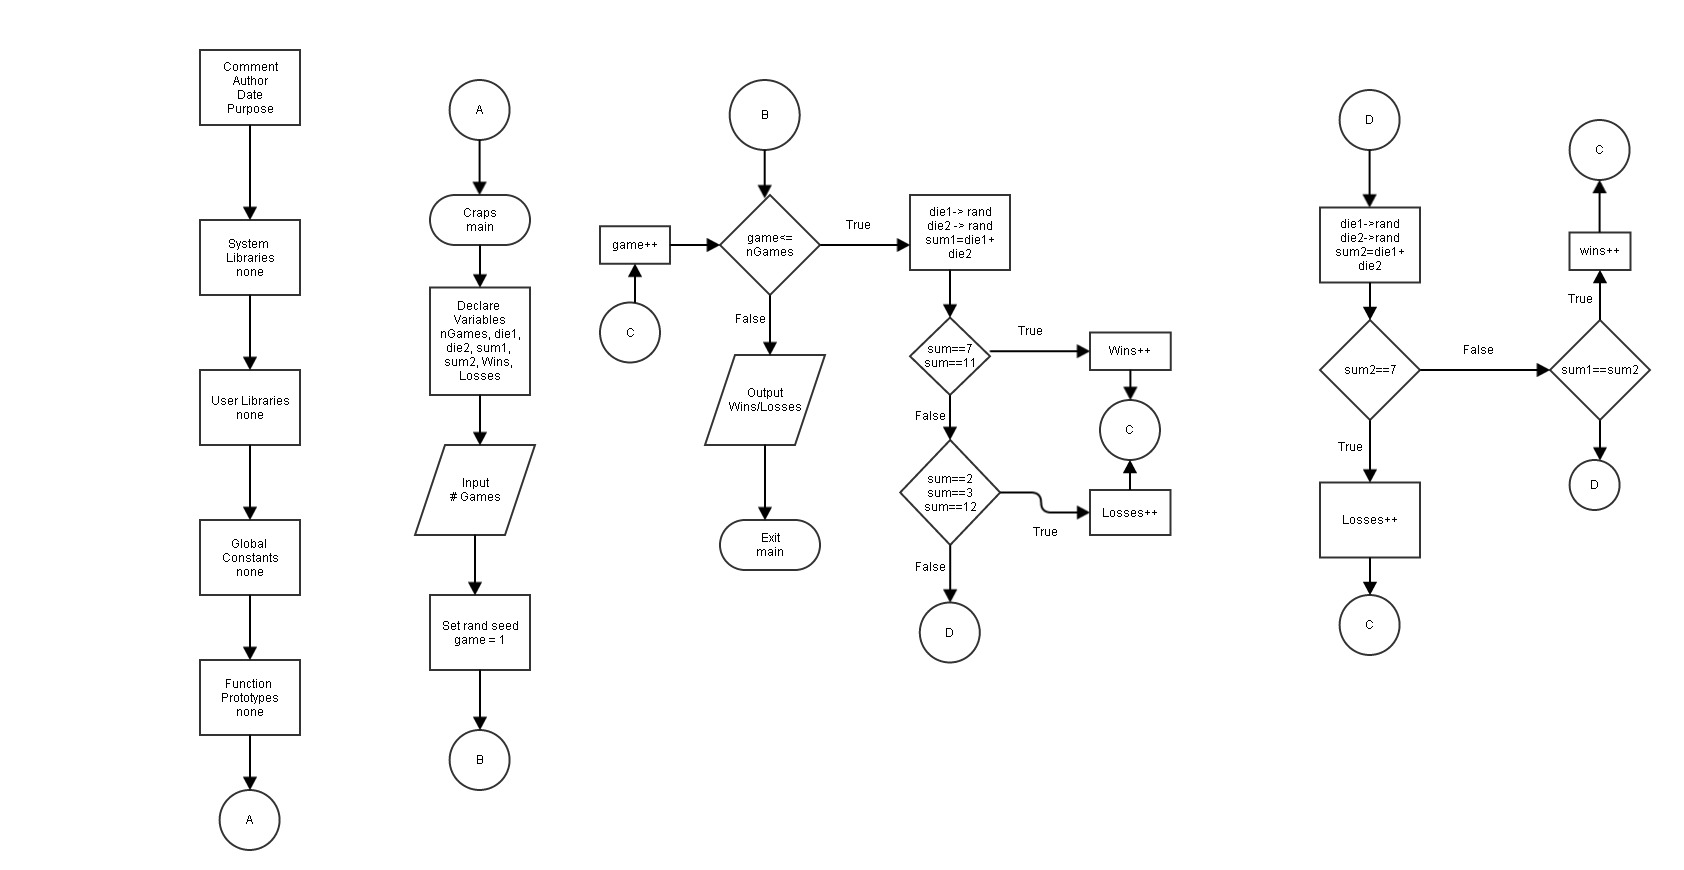 Comment
Author
Date
Purpose
System
Libraries
none
User Libraries
none
Global
Constants
none
Function
Prototypes
none
A
A
Craps
main
Declare
Variables
nGames, die1,
die2, sum1,
sum2, Wins,
Losses
Input
# Games
Set rand seed
game = 1
B
B
game<=
nGames
game++
C
True
False
Output
Wins/Losses
Exit
main
die1-> rand
die2 -> rand
sum1=die1+
die2
sum==7
sum==11
True
Wins++
C
False
sum==2
sum==3
sum==12
True
Losses++
False
D
D
die1->rand
die2->rand
sum2=die1+
die2
sum2==7
False
True
Losses++
C
sum1==sum2
True
wins++
C
D